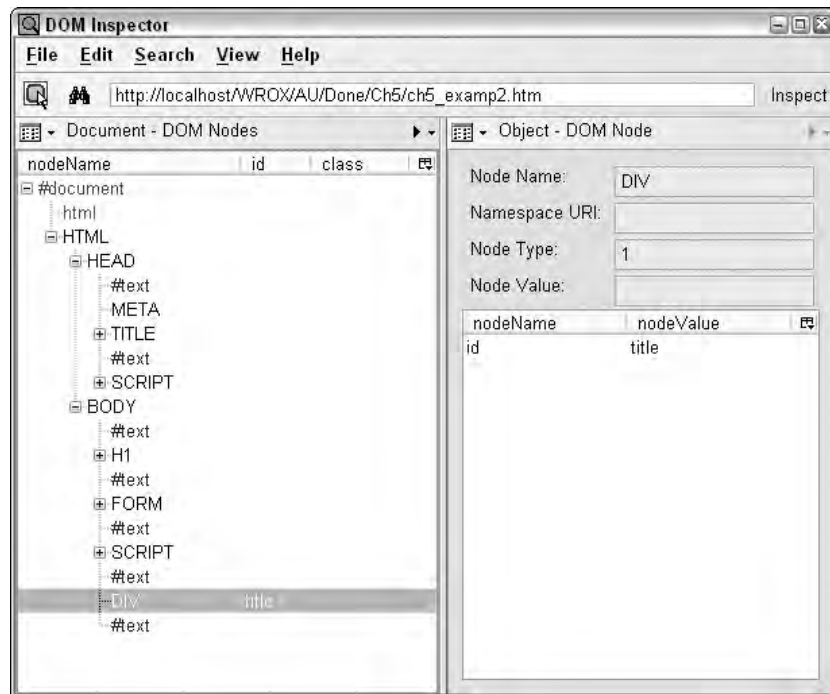 DOM Inspector
File Edit Search View Help
http://localhost/WROX/AU/Done/Ch5/ch5_examp2.htm Inspect
Document - DOM Nodes
nodeName id class
#document
html
HTML
HEAD
#text
META
TITLE
#text
SCRIPT
BODY
#text
H1
#text
FORM
#text
SCRIPT
#text
DIV title
#text
Object - DOM Node
Node Name: DIV
Namespace URI:
Node Type: 1
Node Value:
nodeName nodeValue
id title